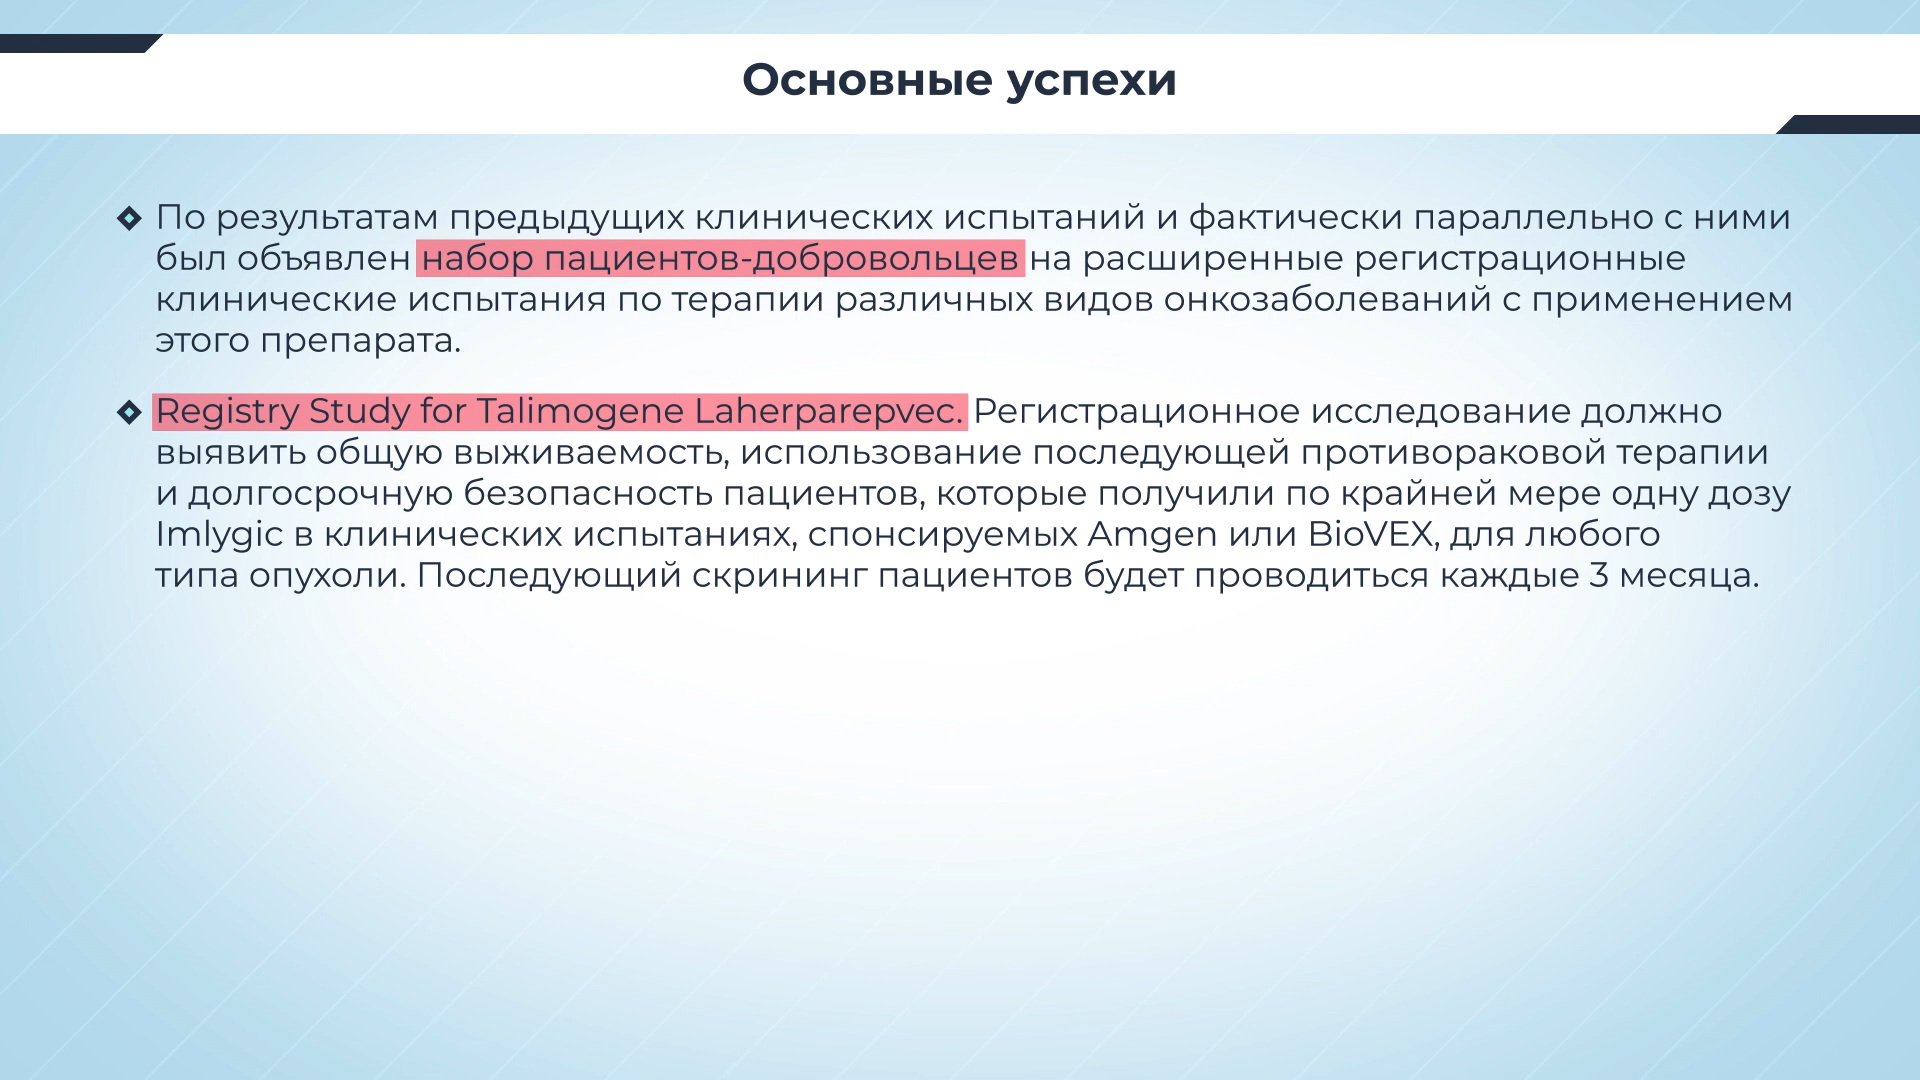 Основные успехи
По результатам предыдущих клинических испытаний и фактически параллельно с ними
был объявлен набор пациентов-добровольцев на расширенные регистрационные
клинические испытания по терапии различных видов онкозаболеваний с применением
этого препарата.
Registry Study for Talimogene Laherparepvec. Регистрационное исследование должно
выявить общую выживаемость, использование последующей противораковой терапии
и долгосрочную безопасность пациентов, которые получили по крайней мере одну дозу
Imlygic в клинических испытаниях, спонсируемых Amgen или BioVEX, для любого
типа опухоли. Последующий скрининг пациентов будет проводиться каждые 3 месяца.